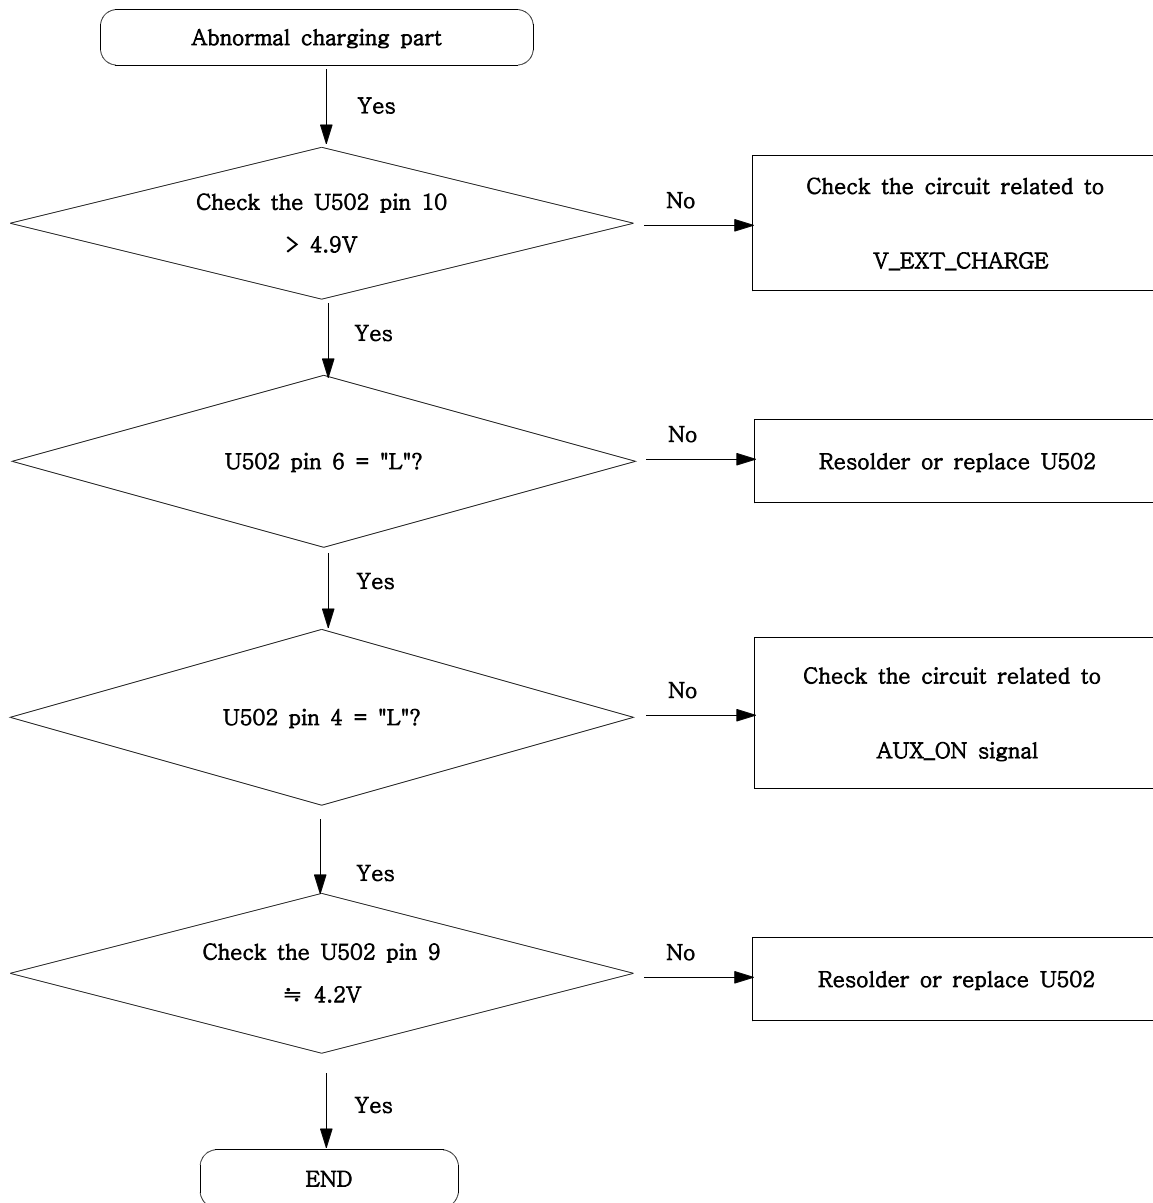 Abnormal charging part
Yes
Check the U502 pin 10
> 4.9V
No
Check the circuit related to
V_EXT_CHARGE
Yes
U502 pin 6 = "L"?
No
Resolder or replace U502
Yes
U502 pin 4 = "L"?
No
Check the circuit related to
AUX_ON signal
Yes
Check the U502 pin 9
≒ 4.2V
No
Resolder or replace U502
Yes
END